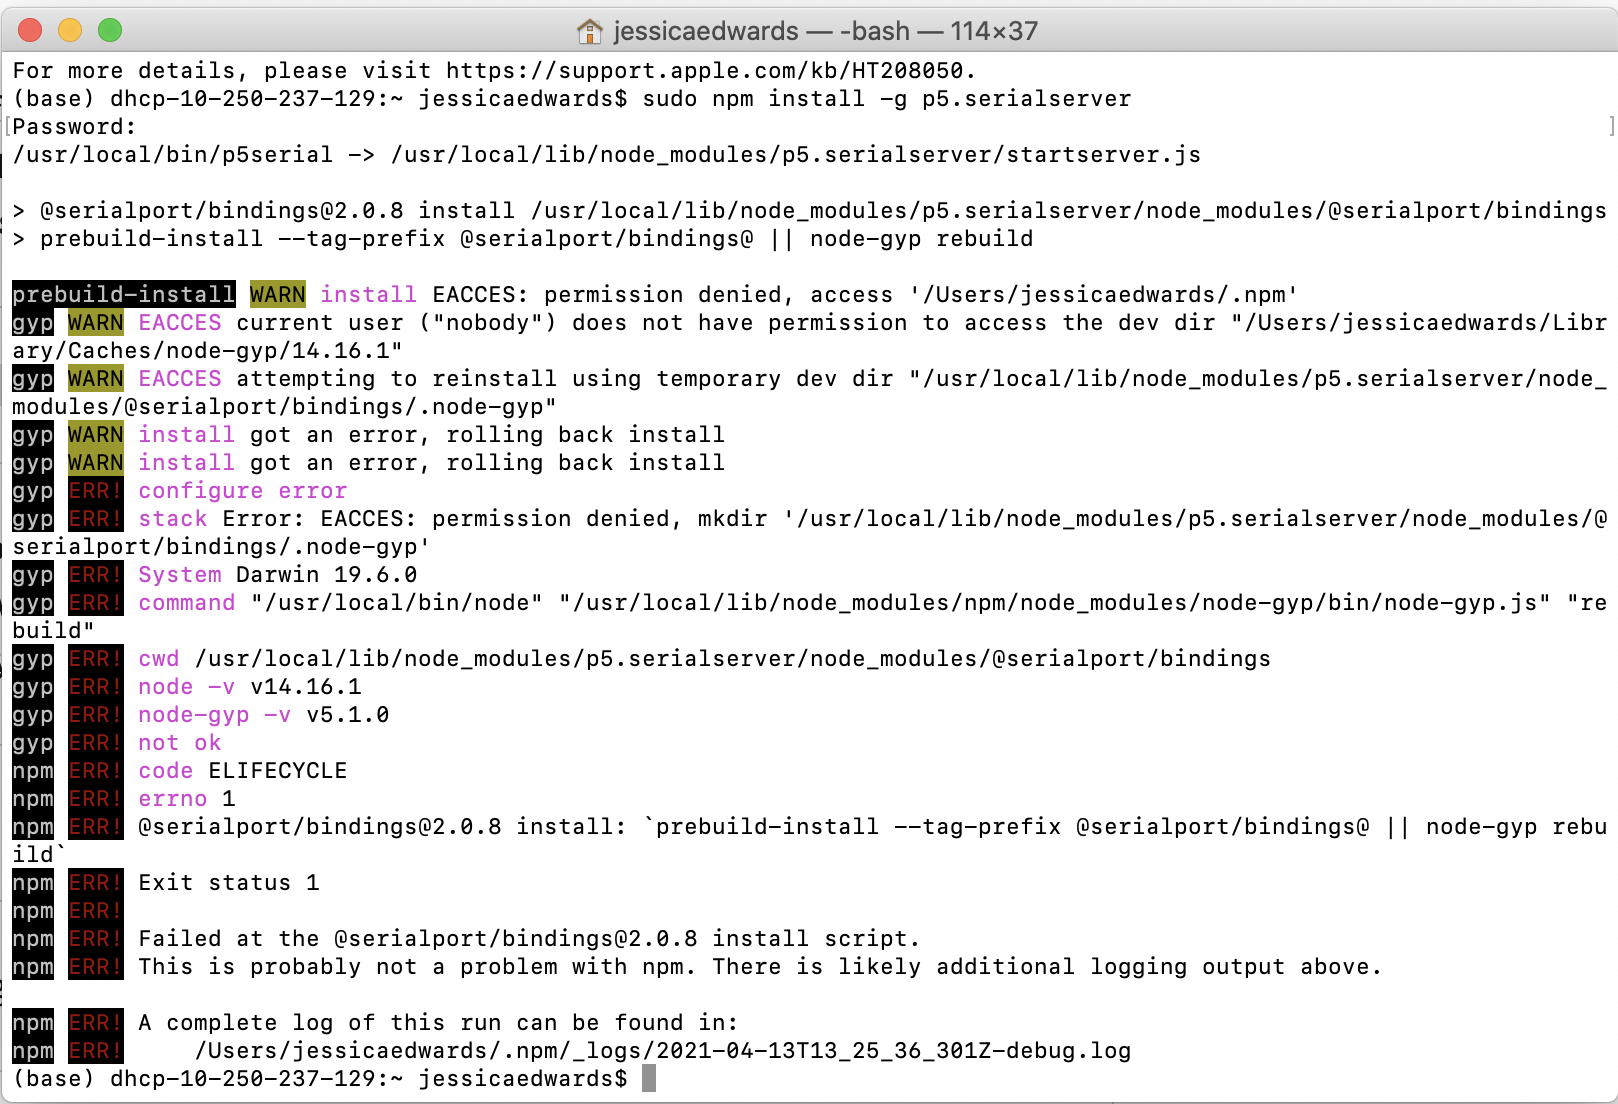 jessicaedwards — -bash — 114×37
For more details, please visit https://support.apple.com/kb/HT208050.
(base) dhcp-10-250-237-129:~ jessicaedwards$ sudo npm install -g p5.serialserver
[Password: ]
/usr/local/bin/p5serial -> /usr/local/lib/node_modules/p5.serialserver/startserver.js
> @serialport/bindings@2.0.8 install /usr/local/lib/node_modules/p5.serialserver/node_modules/@serialport/bindings
> prebuild-install --tag-prefix @serialport/bindings@ || node-gyp rebuild
prebuild-install WARN install EACCES: permission denied, access '/Users/jessicaedwards/.npm'
gyp WARN EACCES current user ("nobody") does not have permission to access the dev dir "/Users/jessicaedwards/Libr
ary/Caches/node-gyp/14.16.1"
gyp WARN EACCES attempting to reinstall using temporary dev dir "/usr/local/lib/node_modules/p5.serialserver/node_
modules/@serialport/bindings/.node-gyp"
gyp WARN install got an error, rolling back install
gyp WARN install got an error, rolling back install
gyp ERR! configure error
gyp ERR! stack Error: EACCES: permission denied, mkdir '/usr/local/lib/node_modules/p5.serialserver/node_modules/@
serialport/bindings/.node-gyp'
gyp ERR! System Darwin 19.6.0
gyp ERR! command "/usr/local/bin/node" "/usr/local/lib/node_modules/npm/node_modules/node-gyp/bin/node-gyp.js" "re
build"
gyp ERR! cwd /usr/local/lib/node_modules/p5.serialserver/node_modules/@serialport/bindings
gyp ERR! node -v v14.16.1
gyp ERR! node-gyp -v v5.1.0
gyp ERR! not ok
npm ERR! code ELIFECYCLE
npm ERR! errno 1
npm ERR! @serialport/bindings@2.0.8 install: `prebuild-install --tag-prefix @serialport/bindings@ || node-gyp rebu
ild`
npm ERR! Exit status 1
npm ERR!
npm ERR! Failed at the @serialport/bindings@2.0.8 install script.
npm ERR! This is probably not a problem with npm. There is likely additional logging output above.
npm ERR! A complete log of this run can be found in:
npm ERR!     /Users/jessicaedwards/.npm/_logs/2021-04-13T13_25_36_301Z-debug.log
(base) dhcp-10-250-237-129:~ jessicaedwards$